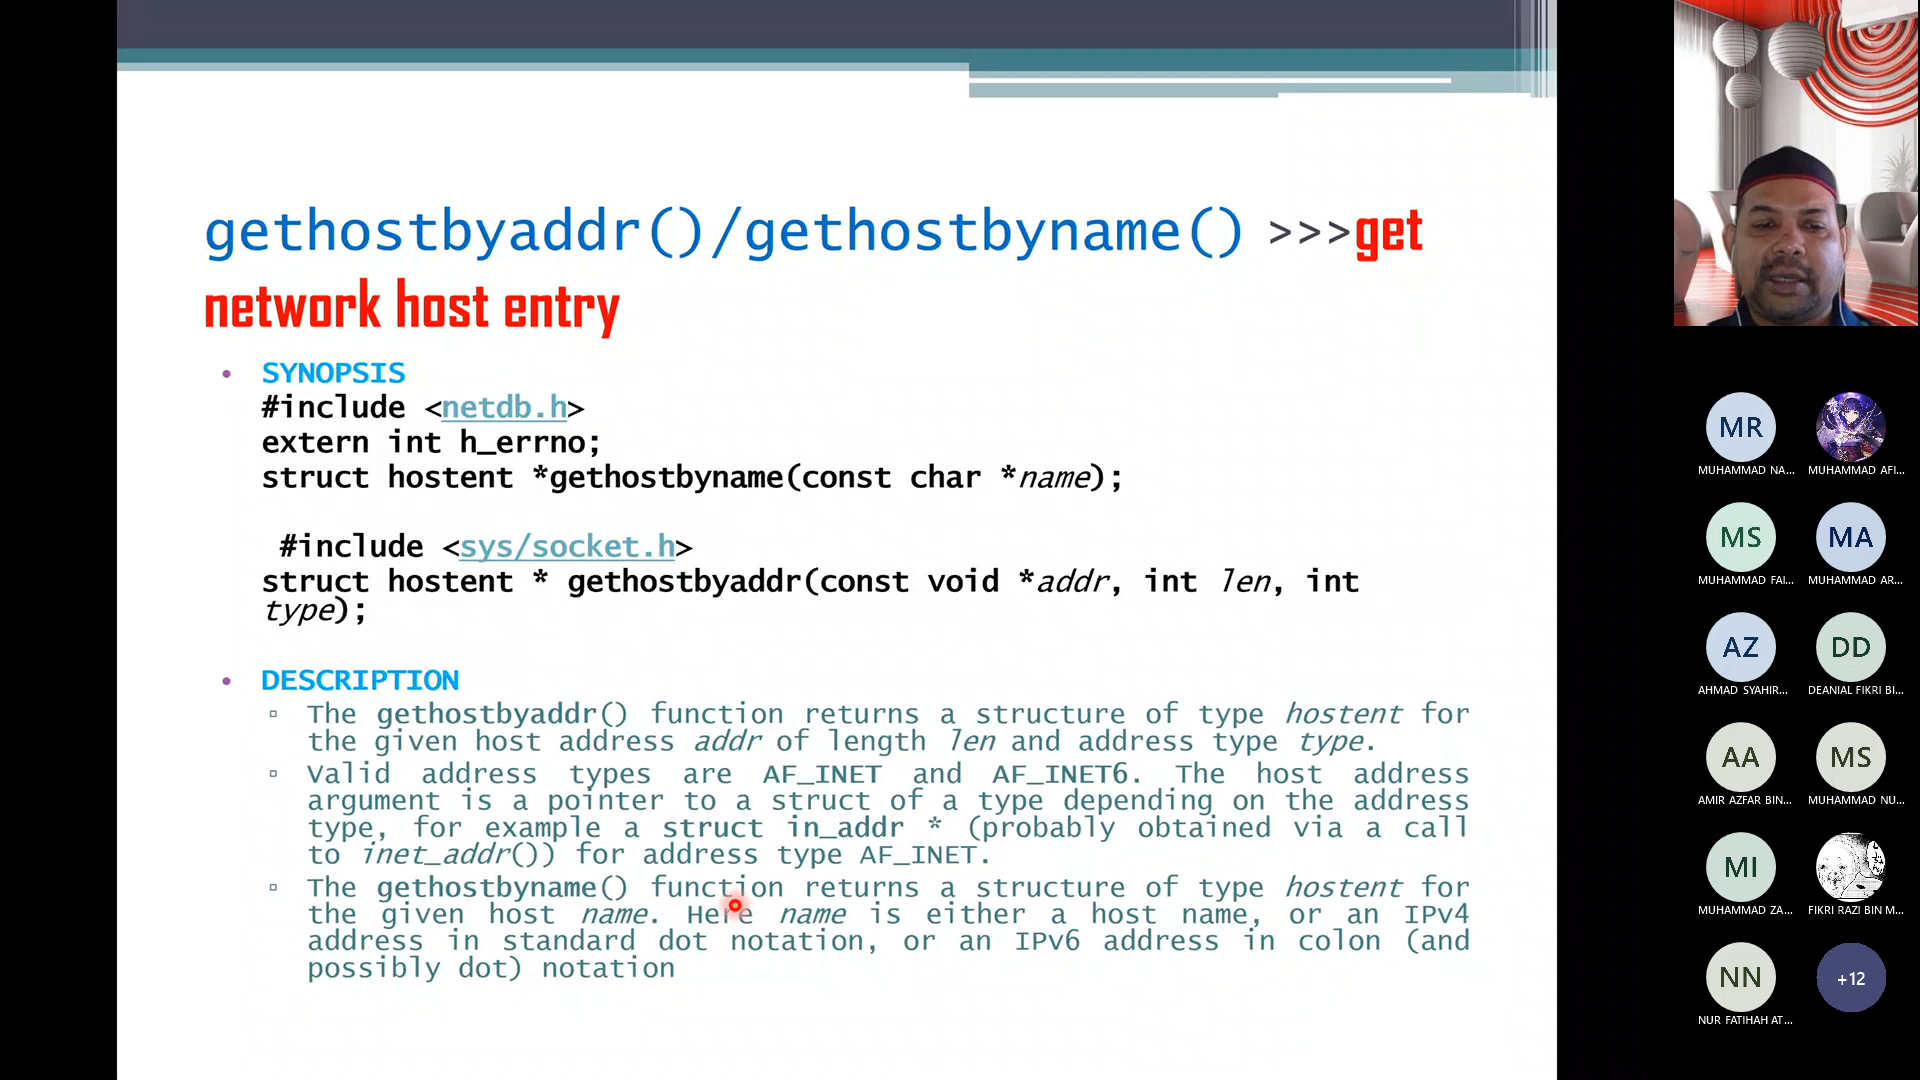 gethostbyaddr()/gethostbyname() >>>get
network host entry
• SYNOPSIS
#include <netdb.h>
extern int h_errno;
struct hostent *gethostbyname(const char *name);
#include <sys/socket.h>
struct hostent * gethostbyaddr(const void *addr, int len, int
type);
• DESCRIPTION
▫ The gethostbyaddr() function returns a structure of type hostent for
the given host address addr of length len and address type type.
▫ Valid address types are AF_INET and AF_INET6. The host address
argument is a pointer to a struct of a type depending on the address
type, for example a struct in_addr * (probably obtained via a call
to inet_addr()) for address type AF_INET.
▫ The gethostbyname() function returns a structure of type hostent for
the given host name. Here name is either a host name, or an IPv4
address in standard dot notation, or an IPv6 address in colon (and
possibly dot) notation
MR
MUHAMMAD NA...
MUHAMMAD AFI...
MS
MUHAMMAD FAI...
MA
MUHAMMAD AR...
AZ
AHMAD SYAHIR...
DD
DEANIAL FIKRI BI...
AA
AMIR AZFAR BIN...
MS
MUHAMMAD NU...
MI
MUHAMMAD ZA...
FIKRI RAZI BIN M...
NN
NUR FATIHAH AT...
+12